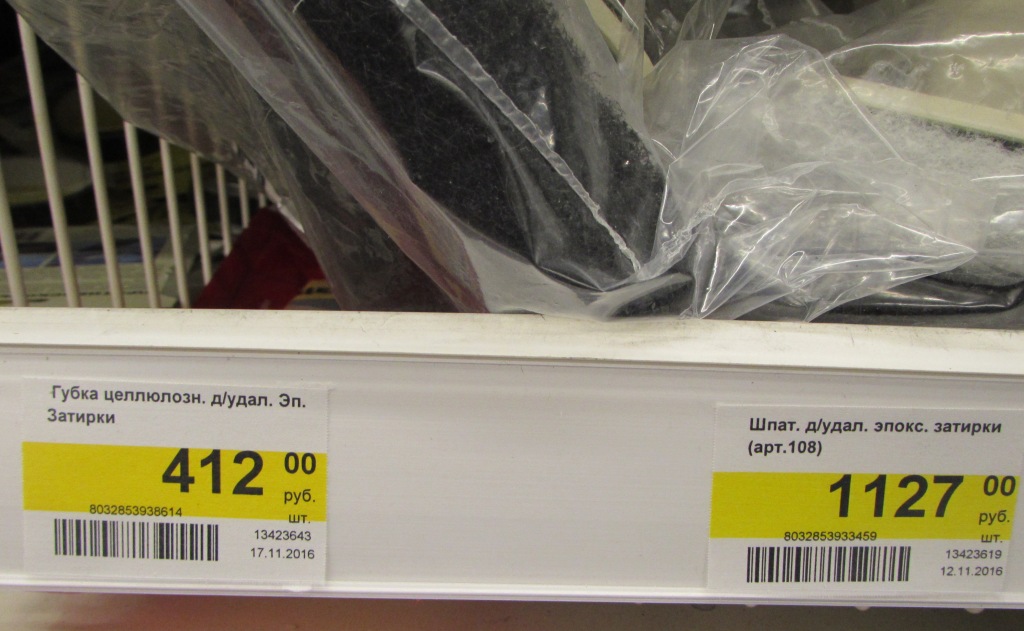 Губка целлюлозн. д/удал. Эп.
Затирки
412 00
руб.
8032853938614
шт.
13423643
17.11.2016
Шпат. д/удал. эпокс. затирки
(арт.108)
1127 00
руб.
8032853933459
шт.
13423619
12.11.2016